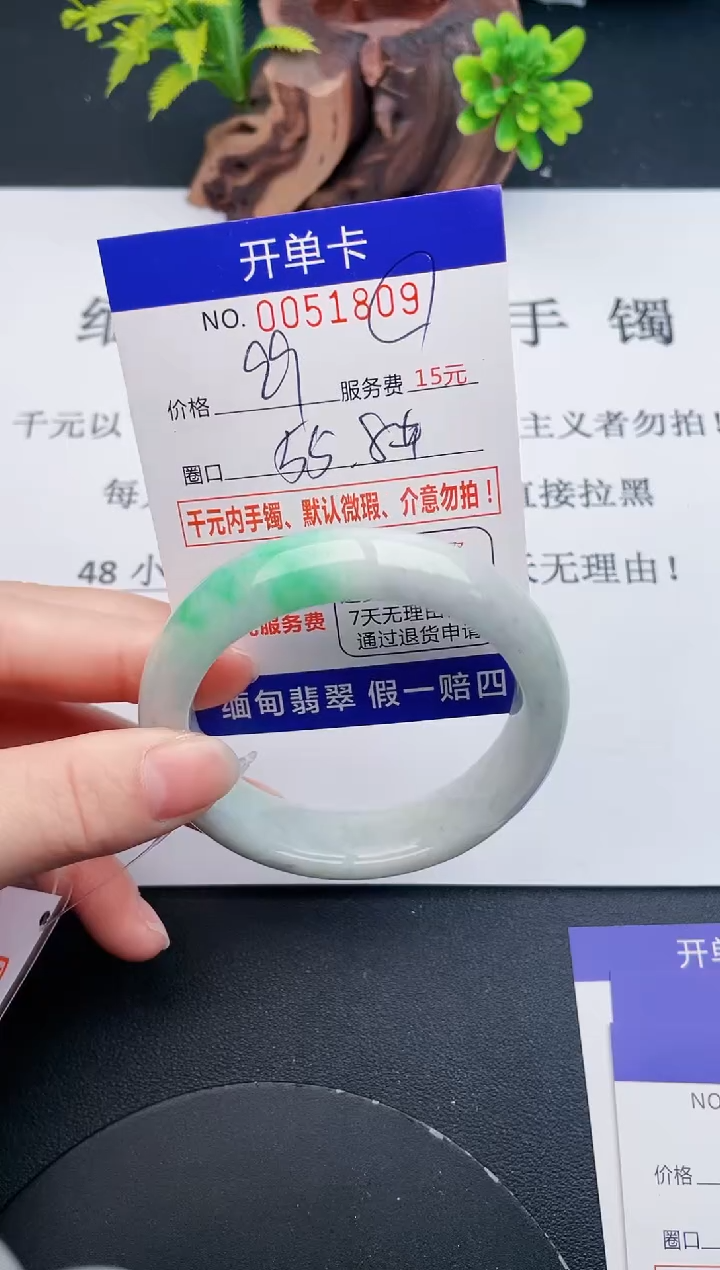 开单卡
NO. 0051809
手镯
价格 99 服务费 15元
千元以
主义者勿拍!
圈口 55.8
千元内手镯、默认微瑕、介意勿拍!
直接拉黑
48小
无理由!
服务费
7天无理由
通过退货申请
缅甸翡翠 假一赔四
开单
NO
价格
圈口